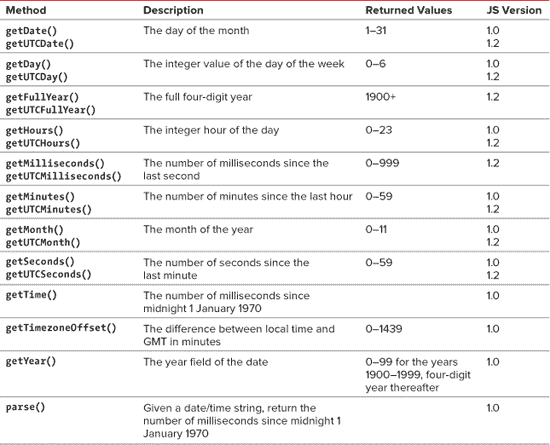 Method Description Returned Values JS Version
getDate() The day of the month 1–31 1.0
getUTCDate() 1.2
getDay() The integer value of the day of the week 0–6 1.0
getUTCDay() 1.2
getFullYear() The full four-digit year 1900+ 1.2
getUTCFullYear()
getHours() The integer hour of the day 0–23 1.0
getUTCHours() 1.2
getMilliseconds() The number of milliseconds since the 0–999 1.2
getUTCMilliseconds() last second
getMinutes() The number of minutes since the last hour 0–59 1.0
getUTCMinutes() 1.2
getMonth() The month of the year 0–11 1.0
getUTCMonth() 1.2
getSeconds() The number of seconds since the 0–59 1.0
getUTCSeconds() last minute 1.2
getTime() The number of milliseconds since 1.0
midnight 1 January 1970
getTimezoneOffset() The difference between local time and 0–1439 1.0
GMT in minutes
getYear() The year field of the date 0–99 for the years 1.0
1900–1999, four-digit
year thereafter
parse() Given a date/time string, return the 1.0
number of milliseconds since midnight 1
January 1970